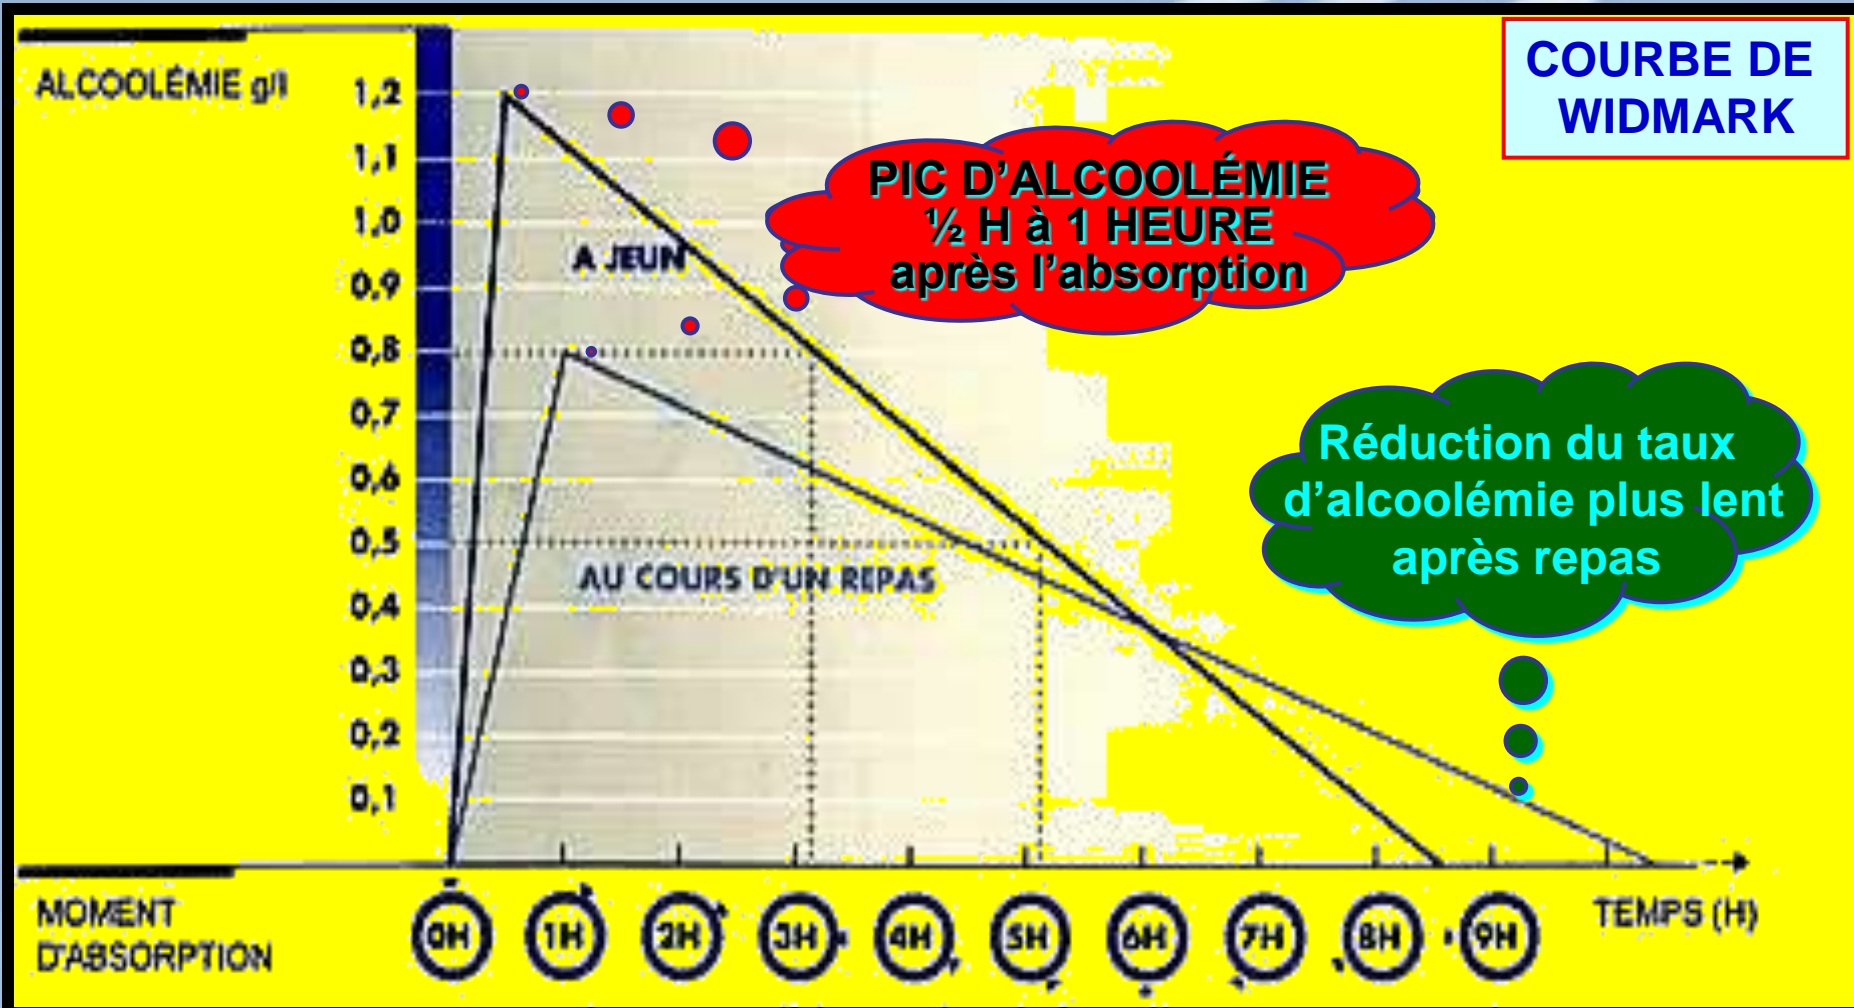 COURBE DE
WIDMARK
ALCOOLÉMIE g/l
1,2
1,1
1,0
0,9
0,8
0,7
0,6
0,5
0,4
0,3
0,2
0,1
PIC D’ALCOOLÉMIE
½ H à 1 HEURE
après l’absorption
A JEUN
Réduction du taux
d’alcoolémie plus lent
après repas
AU COURS D'UN REPAS
MOMENT
D'ABSORPTION
0H 1H 2H 3H 4H 5H 6H 7H 8H 9H
TEMPS (H)